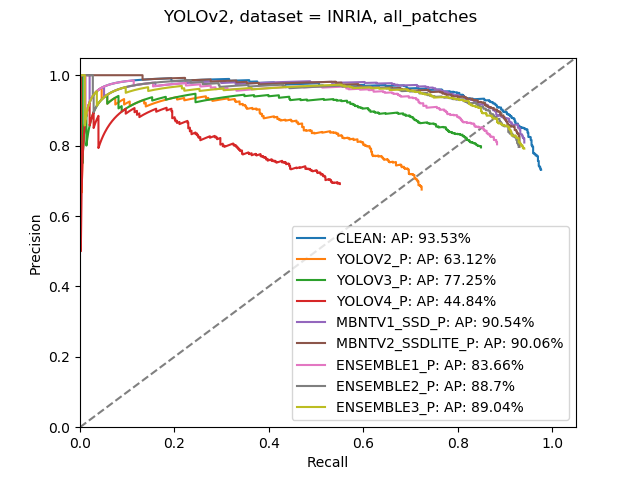 YOLOv2, dataset = INRIA, all_patches
1.0
0.8
0.6
0.4
0.2
0.0
Precision
CLEAN: AP: 93.53%
YOLOV2_P: AP: 63.12%
YOLOV3_P: AP: 77.25%
YOLOV4_P: AP: 44.84%
MBNTV1_SSD_P: AP: 90.54%
MBNTV2_SSDLITE_P: AP: 90.06%
ENSEMBLE1_P: AP: 83.66%
ENSEMBLE2_P: AP: 88.7%
ENSEMBLE3_P: AP: 89.04%
0.0 0.2 0.4 0.6 0.8 1.0
Recall